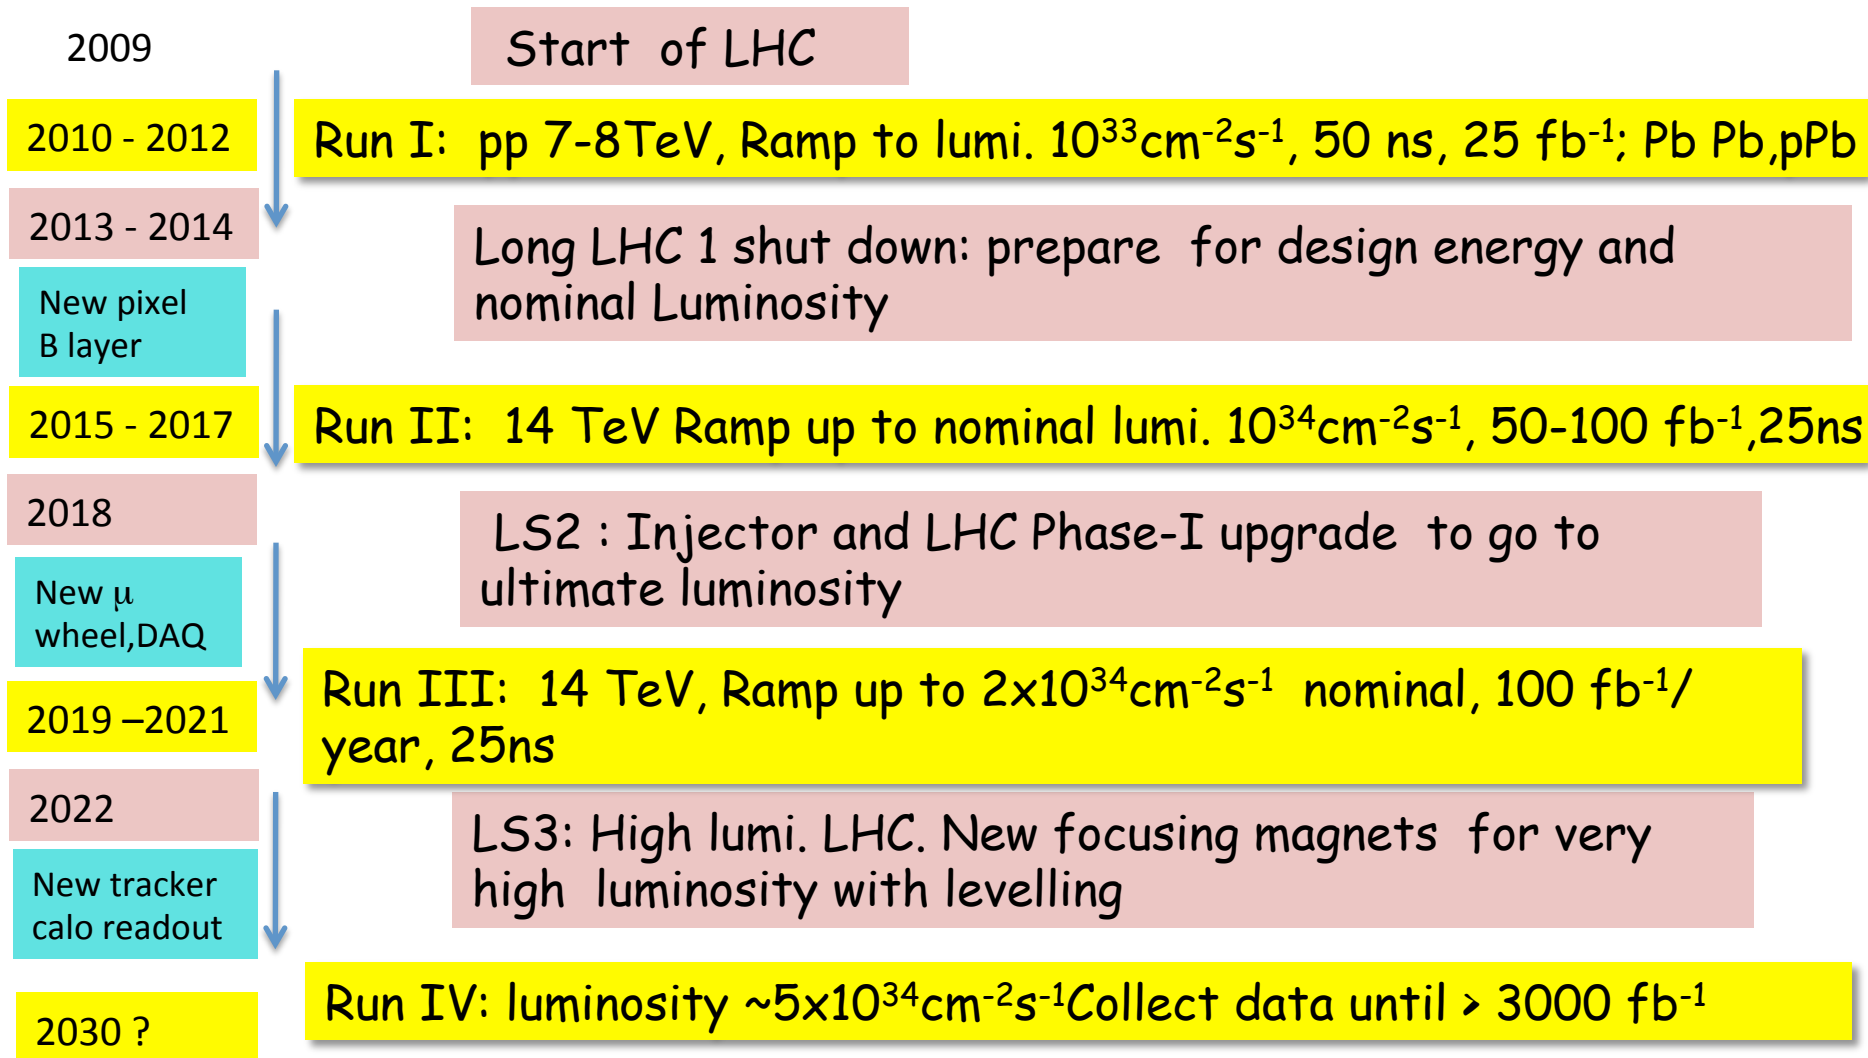 2009
Start of LHC
2010 - 2012
Run I: pp 7-8TeV, Ramp to lumi. 10³³cm⁻²s⁻¹, 50 ns, 25 fb⁻¹; Pb Pb,pPb
2013 - 2014
Long LHC 1 shut down: prepare for design energy and
nominal Luminosity
New pixel
B layer
2015 - 2017
Run II: 14 TeV Ramp up to nominal lumi. 10³⁴cm⁻²s⁻¹, 50-100 fb⁻¹,25ns
2018
LS2 : Injector and LHC Phase-I upgrade to go to
ultimate luminosity
New μ
wheel,DAQ
2019 –2021
Run III: 14 TeV, Ramp up to 2x10³⁴cm⁻²s⁻¹ nominal, 100 fb⁻¹/
year, 25ns
2022
LS3: High lumi. LHC. New focusing magnets for very
high luminosity with levelling
New tracker
calo readout
2030 ?
Run IV: luminosity ~5x10³⁴cm⁻²s⁻¹Collect data until > 3000 fb⁻¹